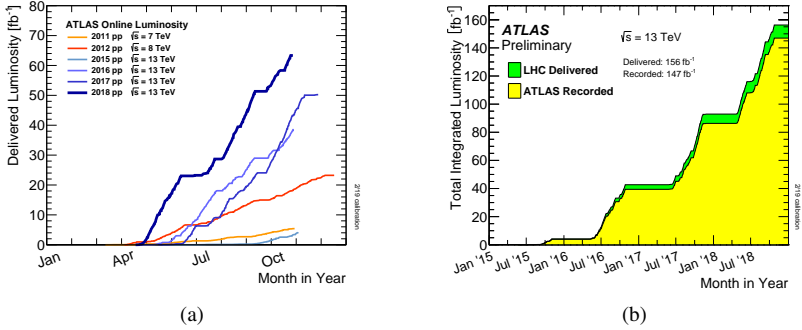 ATLAS Online Luminosity
2011 pp √s = 7 TeV
2012 pp √s = 8 TeV
2015 pp √s = 13 TeV
2016 pp √s = 13 TeV
2017 pp √s = 13 TeV
2018 pp √s = 13 TeV
Delivered Luminosity [fb⁻¹]
80
70
60
50
40
30
20
10
0
Jan Apr Jul Oct
Month in Year
2/19 calibration
(a)
ATLAS
Preliminary
√s = 13 TeV
Delivered: 156 fb⁻¹
Recorded: 147 fb⁻¹
LHC Delivered
ATLAS Recorded
Total Integrated Luminosity [fb⁻¹]
160
140
120
100
80
60
40
20
0
Jan '15 Jul '15 Jan '16 Jul '16 Jan '17 Jul '17 Jan '18 Jul '18
Month in Year
2/19 calibration
(b)